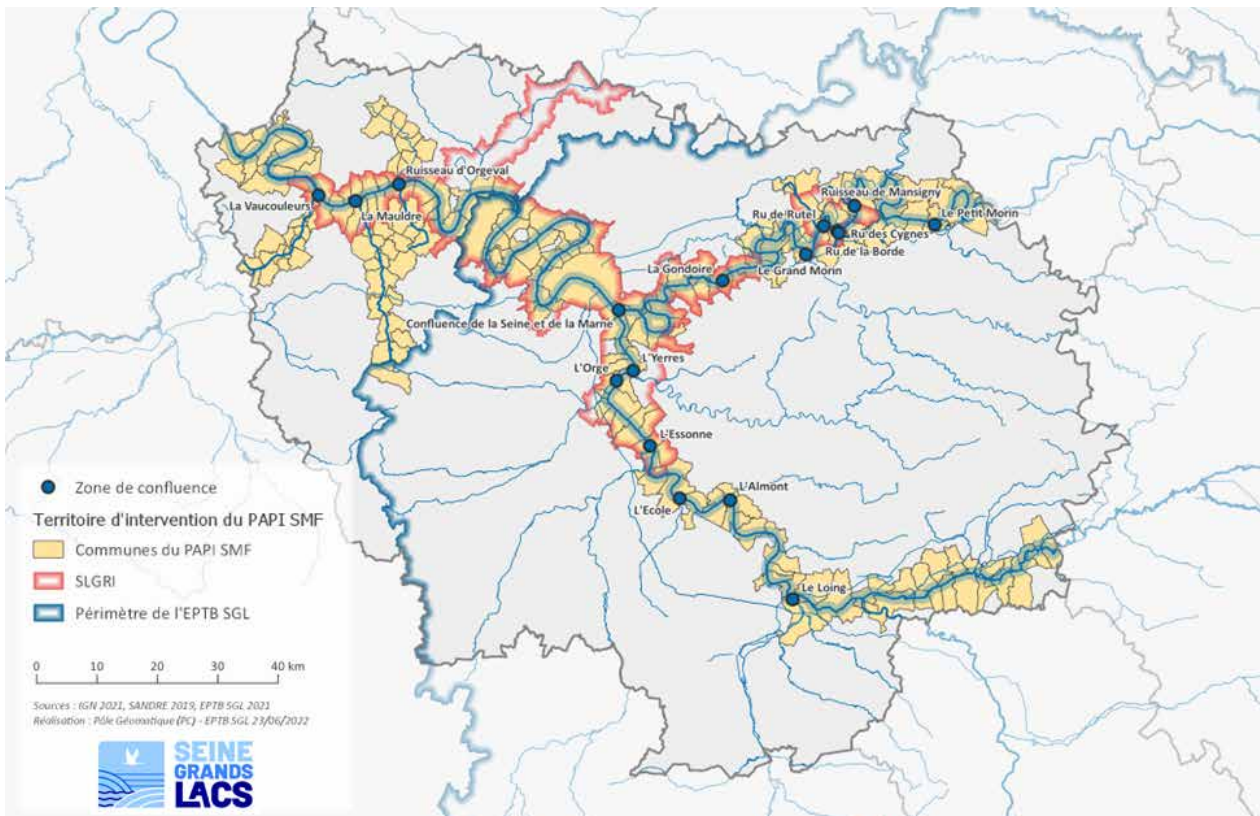 Ruisseau d'Orgeval
La Vaucouleurs
La Mauldre
Ruisseau de Mansigny
Ru de Rutel
Le Petit Morin
Ru des Cygnes
Ru de la Borde
La Gondoire
Le Grand Morin
Confluence de la Seine et de la Marne
L'Yerres
L'Orge
L'Essonne
L'Almont
L'Ecole
Le Loing
Zone de confluence
Territoire d'intervention du PAPI SMF
Communes du PAPI SMF
SLGRI
Périmètre de l'EPTB SGL
0 10 20 30 40 km
Sources : IGN 2021, SANDRE 2019, EPTB SGL 2021
Réalisation : Pôle Géomatique (PC) - EPTB SGL 23/06/2022
SEINE
GRANDS
LACS